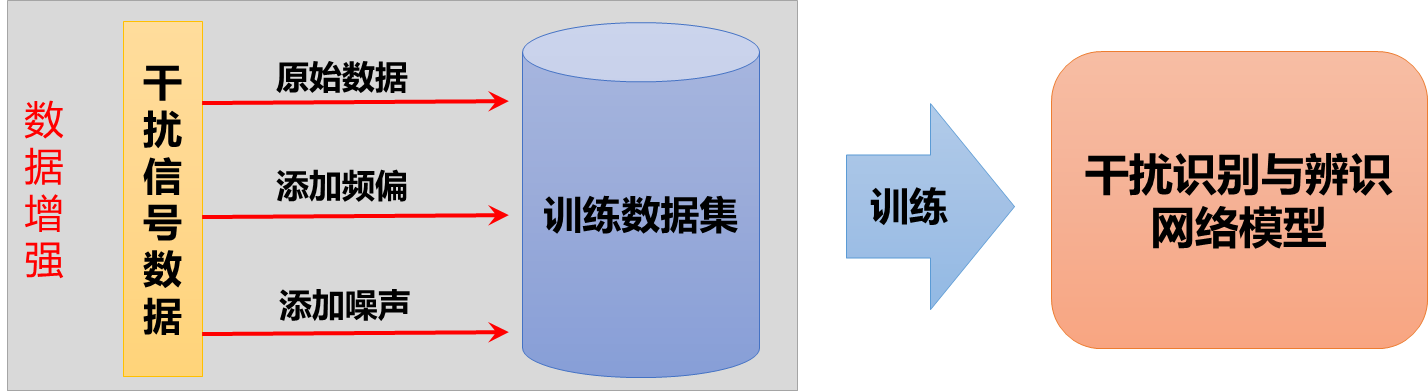 数据增强
干扰信号数据
原始数据
添加频偏
添加噪声
训练数据集
训练
干扰识别与辨识
网络模型